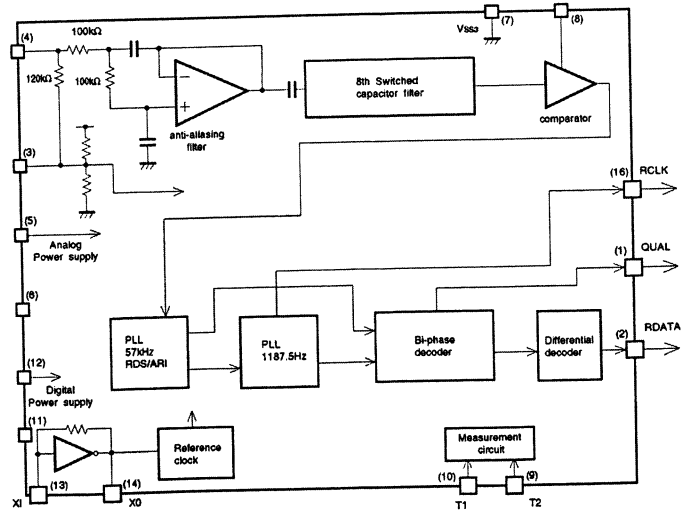 (4)
100kΩ
120kΩ
100kΩ
−
+
anti-aliasing
filter
8th Switched
capacitor filter
VSS3
(7)
(8)
comparator
(3)
(5)
Analog
Power supply
(6)
(12)
Digital
Power supply
(11)
(16)
RCLK
(1)
QUAL
(2)
RDATA
PLL
57kHz
RDS/ARI
PLL
1187.5Hz
Bi-phase
decoder
Differential
decoder
Reference
clock
Measurement
circuit
XI
(13)
(14)
X0
(10)
T1
(9)
T2